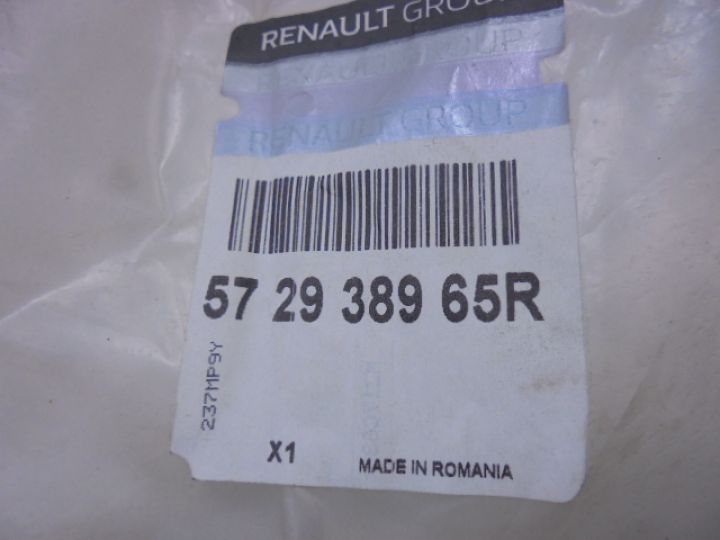 RENAULT GROUP
RENAULT GROUP
RENAULT GROUP
57 29 389 65R
237MP9Y
X1
MADE IN ROMANIA